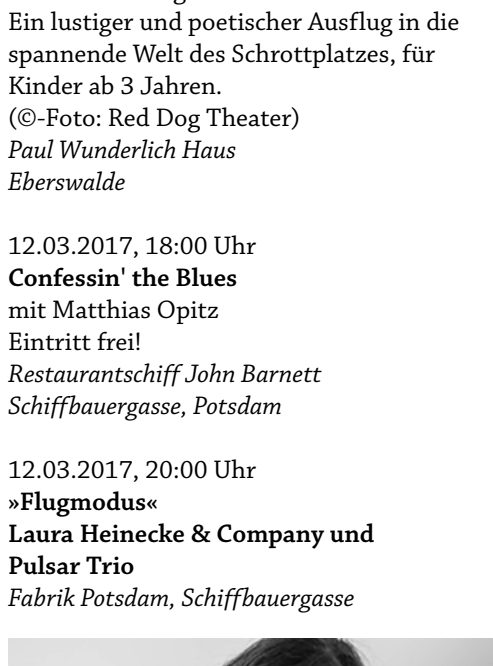 Ein lustiger und poetischer Ausflug in die
spannende Welt des Schrottplatzes, für
Kinder ab 3 Jahren.
(©-Foto: Red Dog Theater)
Paul Wunderlich Haus
Eberswalde
12.03.2017, 18:00 Uhr
Confessin' the Blues
mit Matthias Opitz
Eintritt frei!
Restaurantschiff John Barnett
Schiffbauergasse, Potsdam
12.03.2017, 20:00 Uhr
»Flugmodus«
Laura Heinecke & Company und
Pulsar Trio
Fabrik Potsdam, Schiffbauergasse